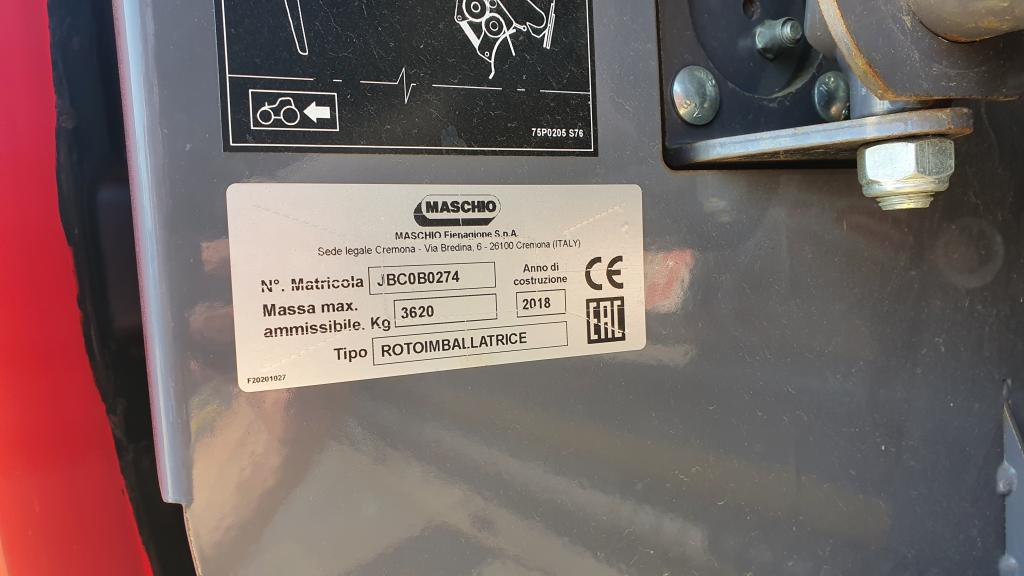 75P0205 S76
MASCHIO
MASCHIO Fienagione S.p.A.
Sede legale Cremona - Via Bredina, 6 - 26100 Cremona (ITALY)
N°. Matricola JBC0B0274
Anno di
costruzione
Massa max.
ammissibile. Kg 3620
2018
CE
EAC
Tipo ROTOIMBALLATRICE
F20201027